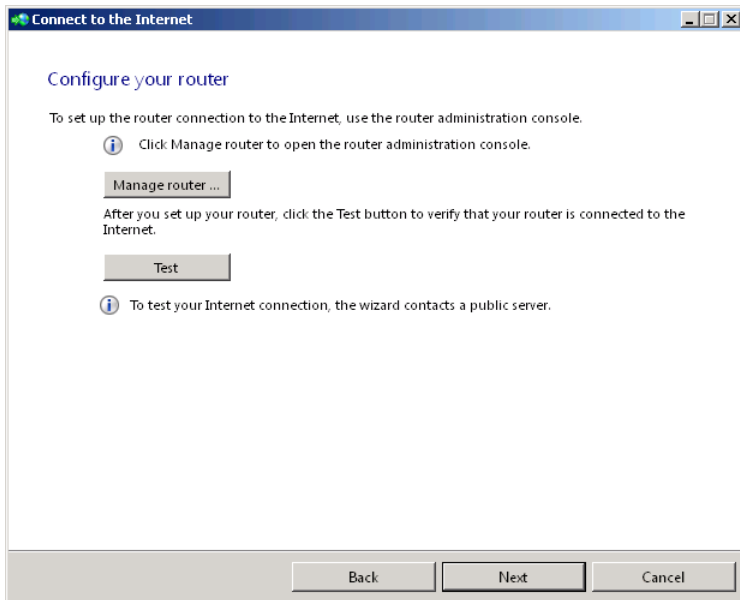 Connect to the Internet
Configure your router
To set up the router connection to the Internet, use the router administration console.
Click Manage router to open the router administration console.
Manage router ...
After you set up your router, click the Test button to verify that your router is connected to the
Internet.
Test
To test your Internet connection, the wizard contacts a public server.
Back
Next
Cancel